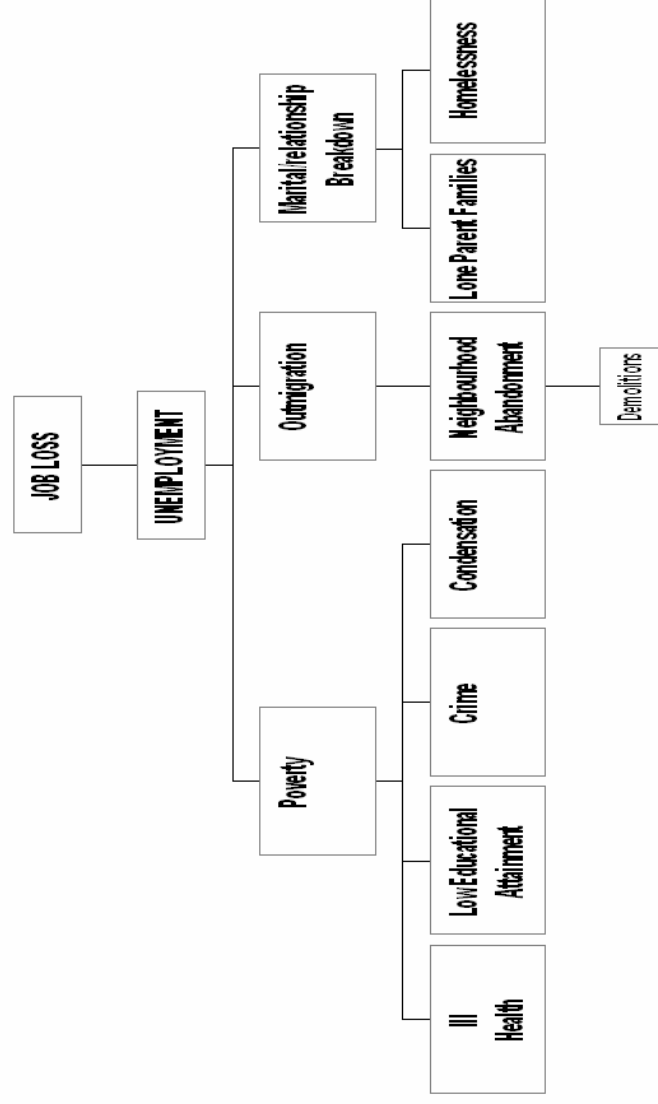 JOB LOSS
UNEMPLOYMENT
Poverty
Outmigration
Marital/relationship
Breakdown
Ill
Health
Low Educational
Attainment
Crime
Condensation
Neighbourhood
Abandonment
Lone Parent Families
Homelessness
Demolitions